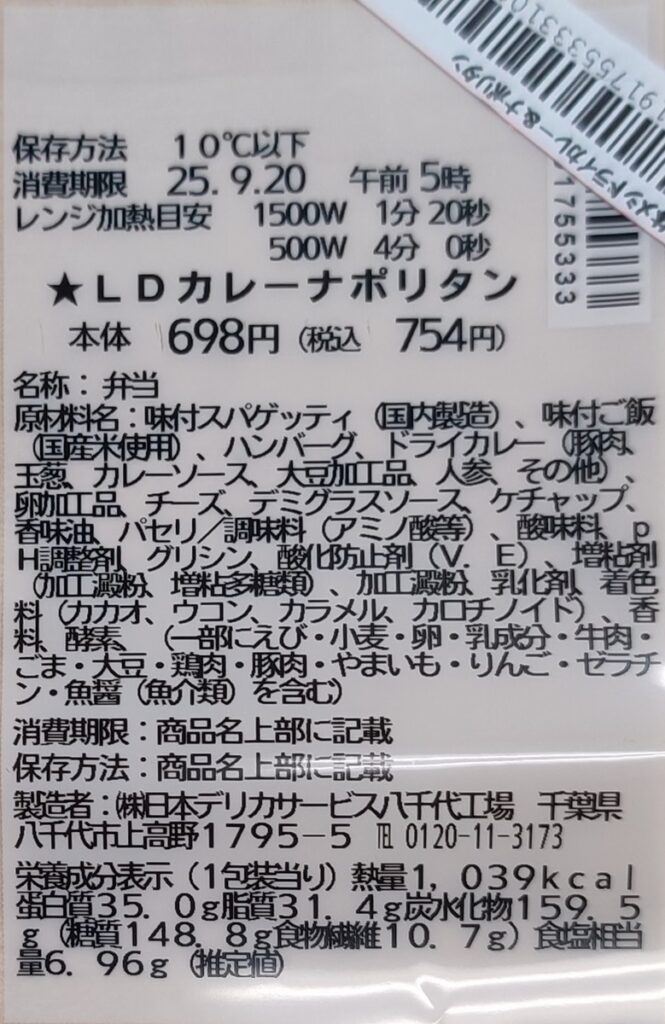 917553331
メシドライカレー&ナポリタン
1755333
保存方法 10℃以下
消費期限 25.9.20 午前5時
レンジ加熱目安 1500W 1分20秒
500W 4分 0秒
★LDカレーナポリタン
本体 698円(税込 754円)
名称:弁当
原材料名:味付スパゲッティ(国内製造)、味付ご飯
(国産米使用)、ハンバーグ、ドライカレー(豚肉、
玉葱、カレーソース、大豆加工品、人参、その他)、
卵加工品、チーズ、デミグラスソース、ケチャップ、
香味油、パセリ/調味料(アミノ酸等)、酸味料、p
H調整剤、グリシン、酸化防止剤(V.E)、増粘剤
(加工澱粉、増粘多糖類)、加工澱粉、乳化剤、着色
料(カカオ、ウコン、カラメル、カロチノイド)、香
料、酵素、(一部にえび・小麦・卵・乳成分・牛肉・
ごま・大豆・鶏肉・豚肉・やまいも・りんご・ゼラチ
ン・魚醤(魚介類)を含む)
消費期限:商品名上部に記載
保存方法:商品名上部に記載
製造者:㈱日本デリカサービス八千代工場 千葉県
八千代市上高野1795-5 ℡0120-11-3173
栄養成分表示(1包装当り)熱量1,039kcal
蛋白質35.0g脂質31.4g炭水化物159.5
g(糖質148.8g食物繊維10.7g)食塩相当
量6.96g(推定値)